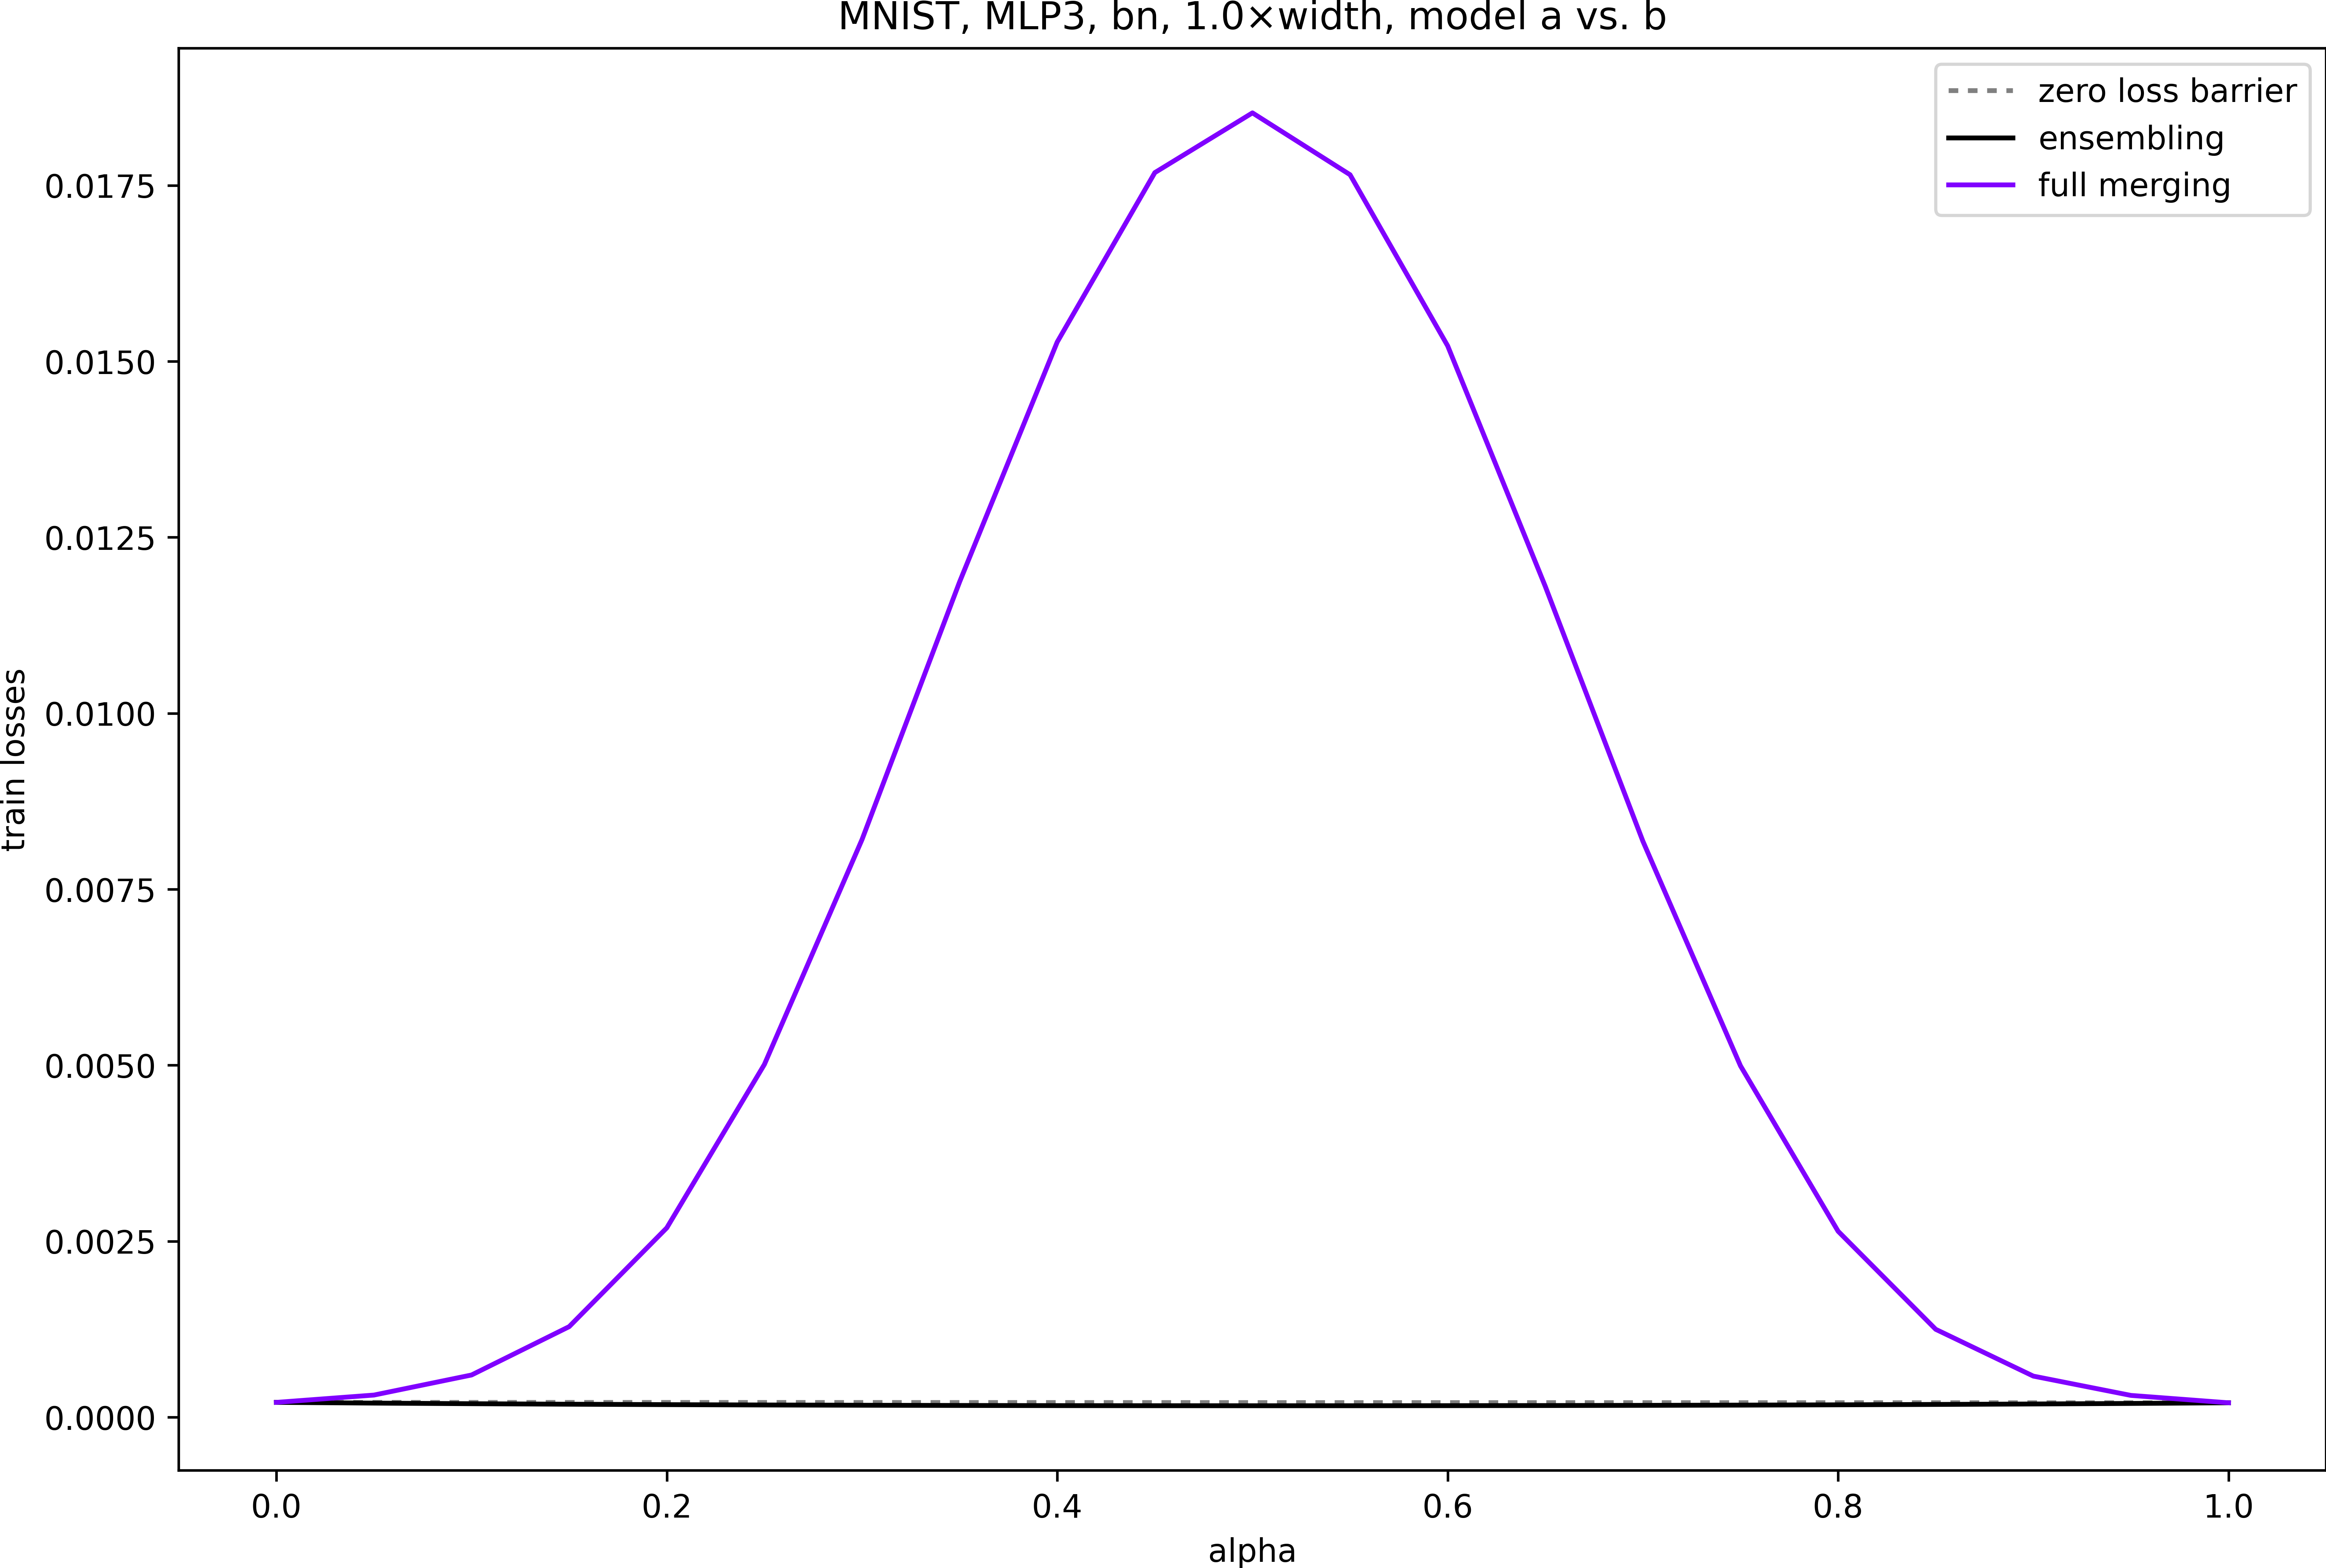 MNIST, MLP3, bn, 1.0×width, model a vs. b
zero loss barrier
ensembling
full merging
train losses
0.0175
0.0150
0.0125
0.0100
0.0075
0.0050
0.0025
0.0000
0.0 0.2 0.4 0.6 0.8 1.0
alpha